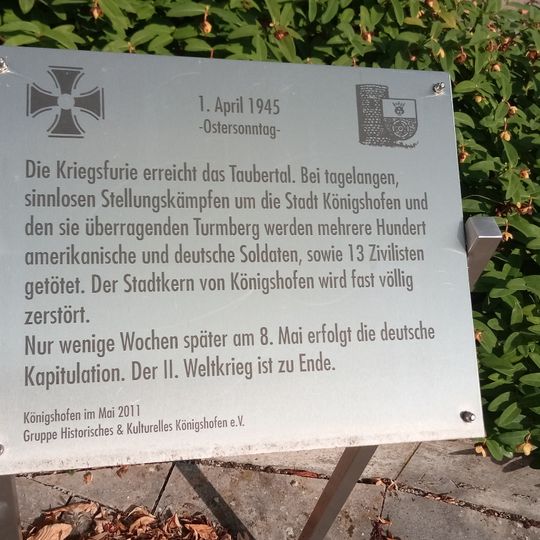 1. April 1945
-Ostersonntag-
Die Kriegsfurie erreicht das Taubertal. Bei tagelangen,
sinnlosen Stellungskämpfen um die Stadt Königshofen und
den sie überragenden Turmberg werden mehrere Hundert
amerikanische und deutsche Soldaten, sowie 13 Zivilisten
getötet. Der Stadtkern von Königshofen wird fast völlig
zerstört.
Nur wenige Wochen später am 8. Mai erfolgt die deutsche
Kapitulation. Der II. Weltkrieg ist zu Ende.
Königshofen im Mai 2011
Gruppe Historisches & Kulturelles Königshofen e.V.